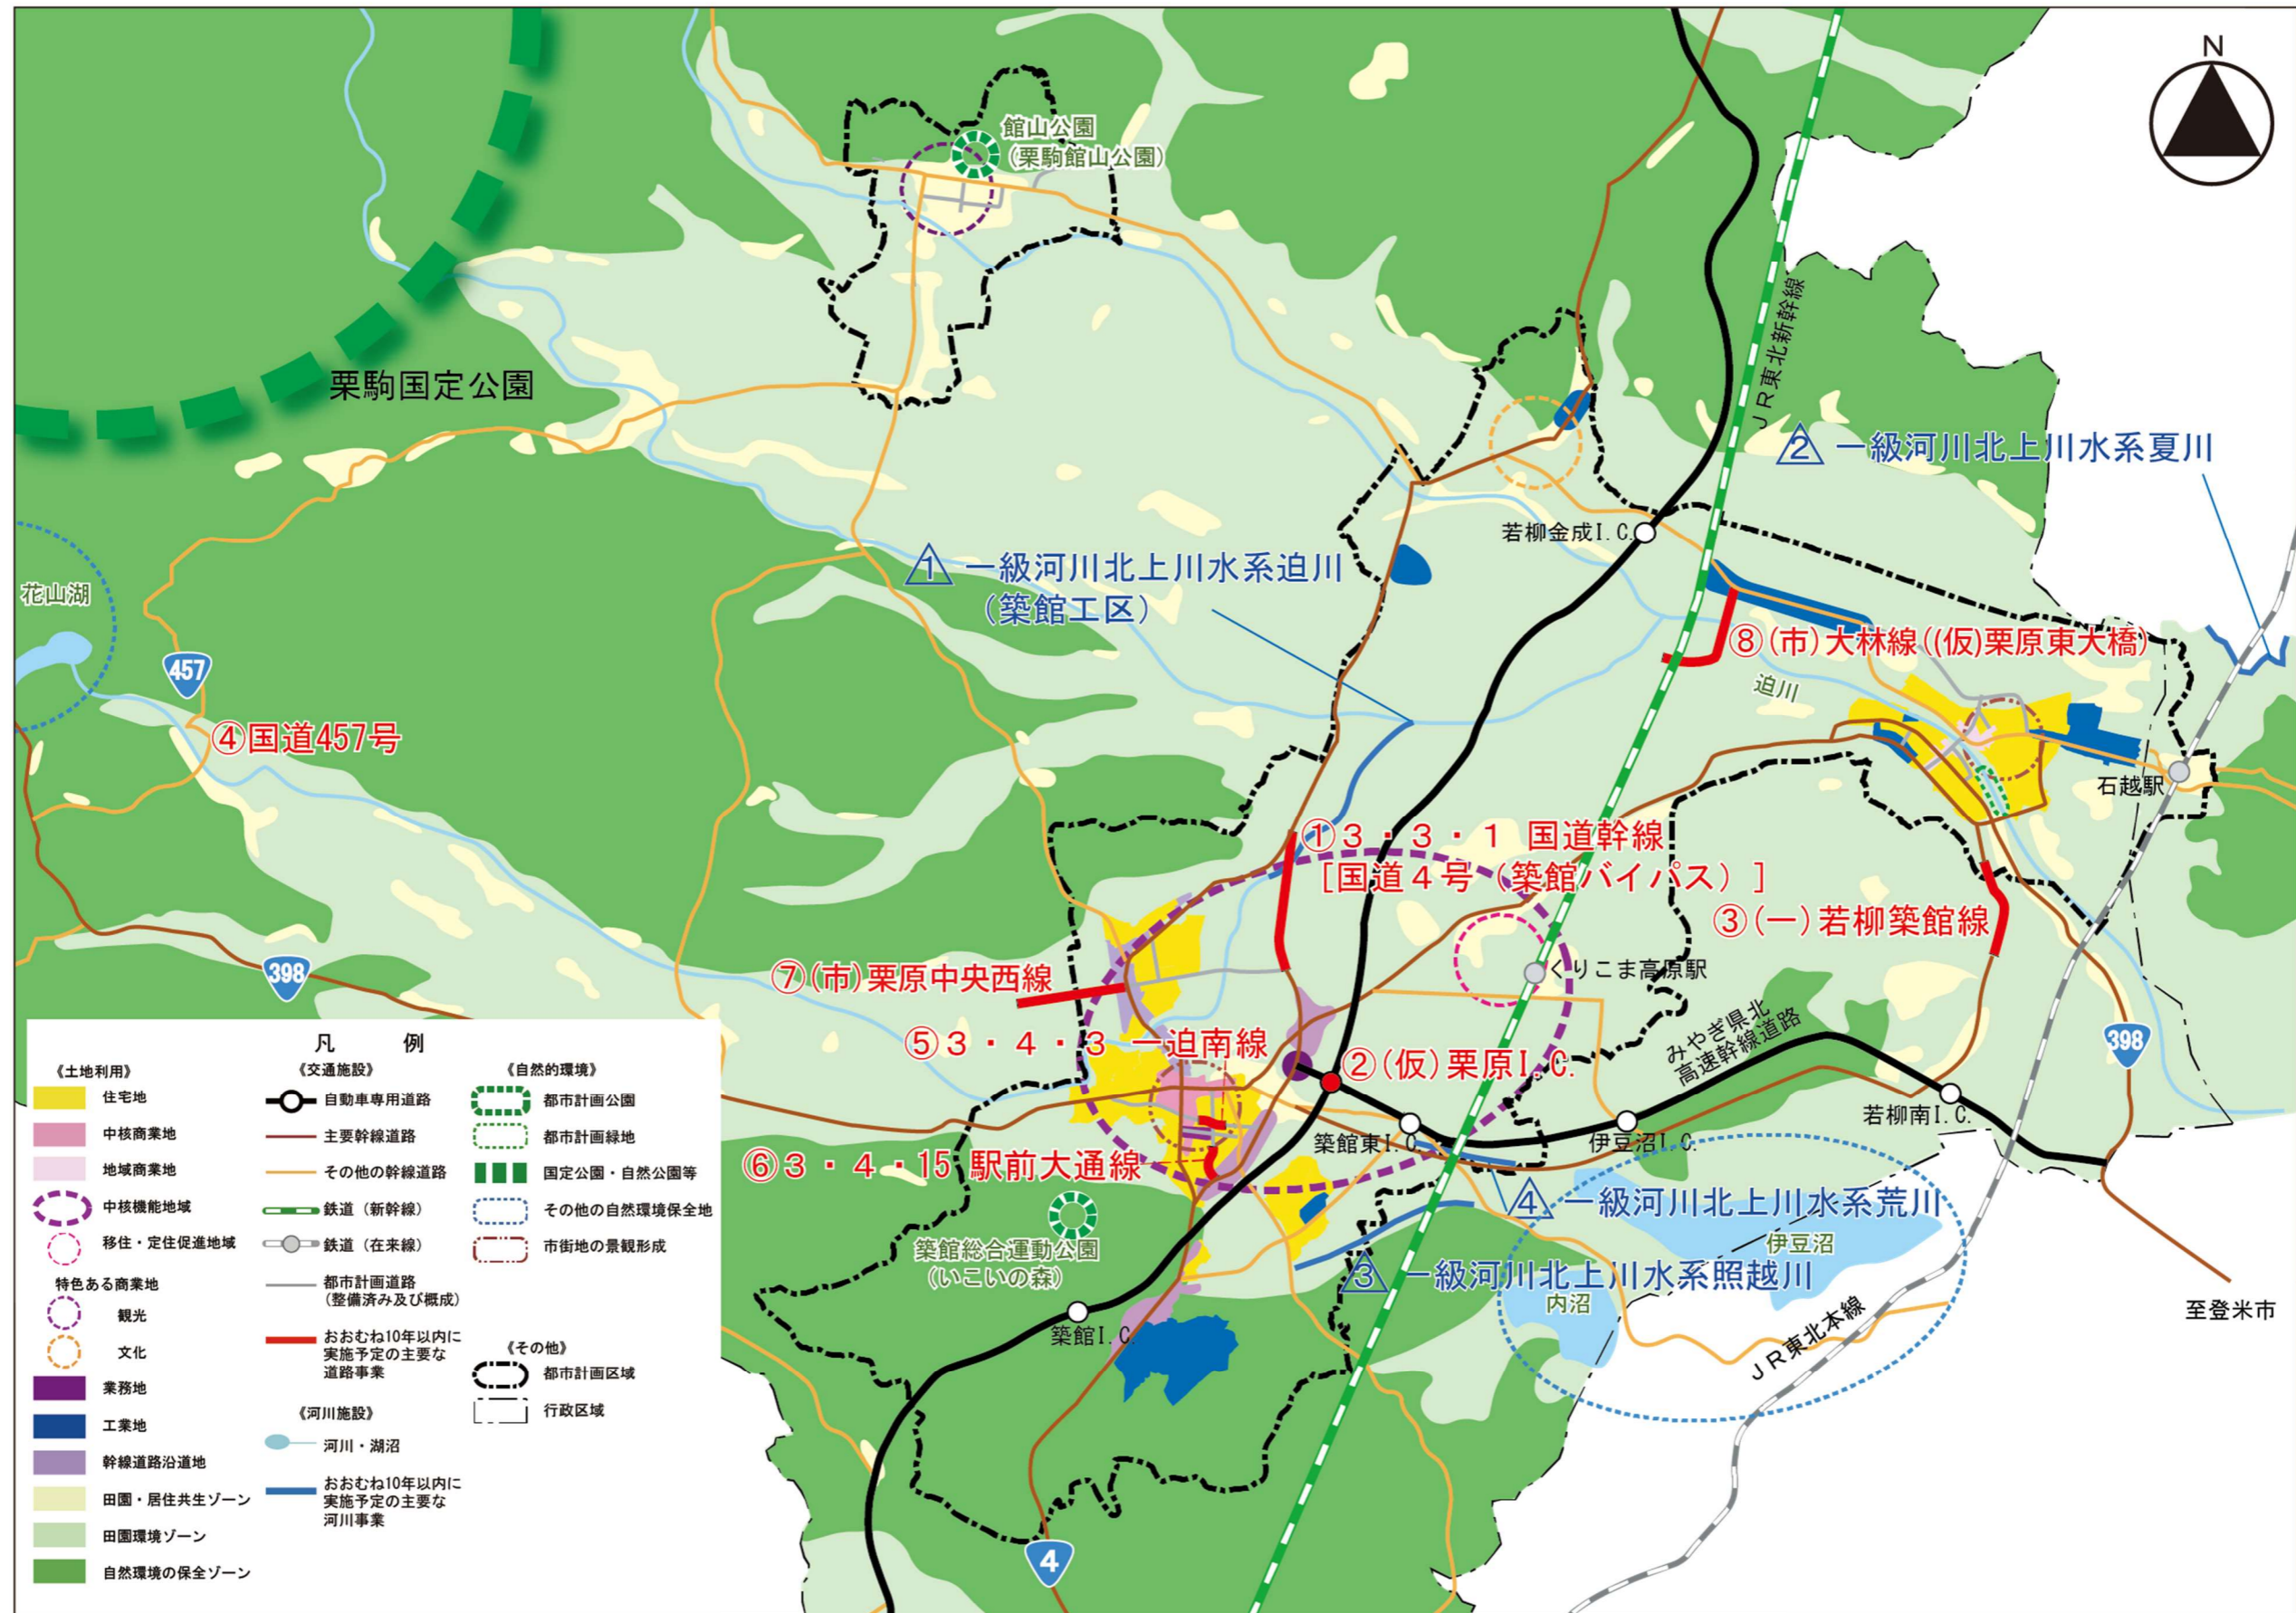 N
館山公園
(栗駒館山公園)
JR東北新幹線
栗駒国定公園
2 一級河川北上川水系夏川
若柳金成I.C.
1 一級河川北上川水系迫川
(築館工区)
花山湖
457
④国道457号
⑧(市)大林線((仮)栗原東大橋)
迫川
石越駅
①3・3・1 国道幹線
[国道4号(築館バイパス)]
③(一)若柳築館線
⑦(市)栗原中央西線
くりこま高原駅
398
⑤3・4・3 一迫南線
②(仮)栗原I.C.
みやぎ県北
高速幹線道路
398
若柳南I.C.
築館東I.C.
伊豆沼I.C.
⑥3・4・15 駅前大通線
4 一級河川北上川水系荒川
伊豆沼
築館総合運動公園
(いこいの森)
3 一級河川北上川水系照越川
内沼
築館I.C
JR東北本線
至登米市
4
凡 例
《土地利用》
住宅地
中核商業地
地域商業地
中核機能地域
移住・定住促進地域
特色ある商業地
観光
文化
業務地
工業地
幹線道路沿道地
田園・居住共生ゾーン
田園環境ゾーン
自然環境の保全ゾーン
《交通施設》
自動車専用道路
主要幹線道路
その他の幹線道路
鉄道(新幹線)
鉄道(在来線)
都市計画道路
(整備済み及び概成)
おおむね10年以内に
実施予定の主要な
道路事業
《河川施設》
河川・湖沼
おおむね10年以内に
実施予定の主要な
河川事業
《自然的環境》
都市計画公園
都市計画緑地
国定公園・自然公園等
その他の自然環境保全地
市街地の景観形成
《その他》
都市計画区域
行政区域